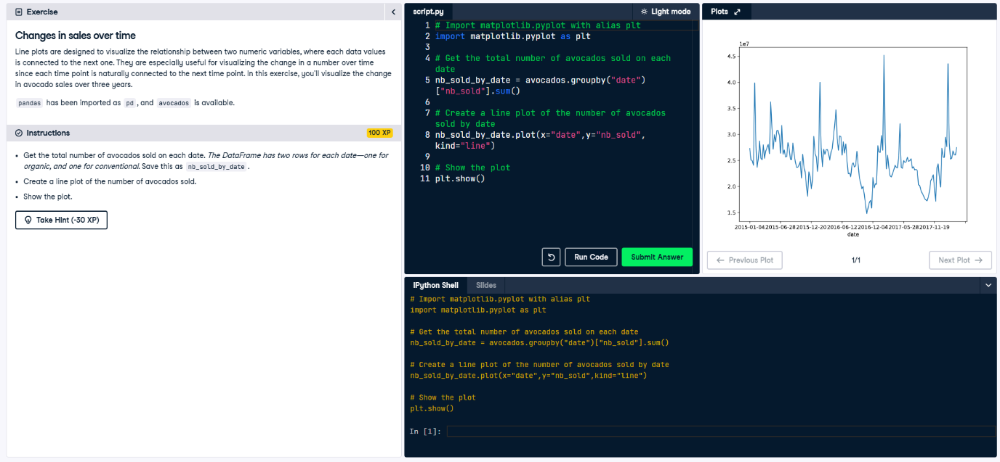 Exercise
Changes in sales over time
Line plots are designed to visualize the relationship between two numeric variables, where each data values
is connected to the next one. They are especially useful for visualizing the change in a number over time
since each time point is naturally connected to the next time point. In this exercise, you'll visualize the change
in avocado sales over three years.
pandas has been imported as pd , and avocados is available.
Instructions
100 XP
• Get the total number of avocados sold on each date. The DataFrame has two rows for each date—one for
organic, and one for conventional. Save this as nb_sold_by_date .
• Create a line plot of the number of avocados sold.
• Show the plot.
Take Hint (-30 XP)
script.py
Light mode
1 # Import matplotlib.pyplot with alias plt
2 import matplotlib.pyplot as plt
3
4 # Get the total number of avocados sold on each
date
5 nb_sold_by_date = avocados.groupby("date")
["nb_sold"].sum()
6
7 # Create a line plot of the number of avocados
sold by date
8 nb_sold_by_date.plot(x="date",y="nb_sold",
kind="line")
9
10 # Show the plot
11 plt.show()
Run Code
Submit Answer
Plots
1e7
4.5
4.0
3.5
3.0
2.5
2.0
1.5
2015-01-042015-06-282015-12-202016-06-122016-12-042017-05-282017-11-19
date
← Previous Plot
1/1
Next Plot →
IPython Shell
Slides
# Import matplotlib.pyplot with alias plt
import matplotlib.pyplot as plt
# Get the total number of avocados sold on each date
nb_sold_by_date = avocados.groupby("date")["nb_sold"].sum()
# Create a line plot of the number of avocados sold by date
nb_sold_by_date.plot(x="date",y="nb_sold",kind="line")
# Show the plot
plt.show()
In [1]: